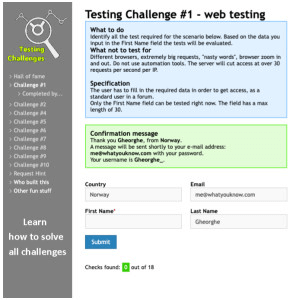 Testing
Challenges
Hall of fame
Challenge #1
Completed by...
Challenge #2
Challenge #3
Challenge #4
Challenge #5
Challenge #6
Challenge #7
Challenge #8
Challenge #9
Challenge #10
Request Hint
Who built this
Other fun stuff
Learn
how to solve
all challenges
Testing Challenge #1 - web testing
What to do
Identify all the test required for the scenario below. Based on the data you
input in the First Name field the tests will be evaluated.
What not to test for
Different browsers, extremely big requests, "nasty words", browser zoom in
and out. Do not use automation tools. The server will cut access at over 30
requests per second per IP.
Specification
The user has to fill in the required data in order to get access, as a
standard user in a forum.
Only the First Name field can be tested right now. The field has a max
length of 30.
Confirmation message
Thank you Gheorghe, from Norway.
A message will be sent shortly to your e-mail address:
me@whatyouknow.com with your password.
Your username is Gheorghe_.
Country
Email
Norway
me@whatyouknow.com
First Name*
Last Name
Gheorghe
Submit
Checks found: 0 out of 18